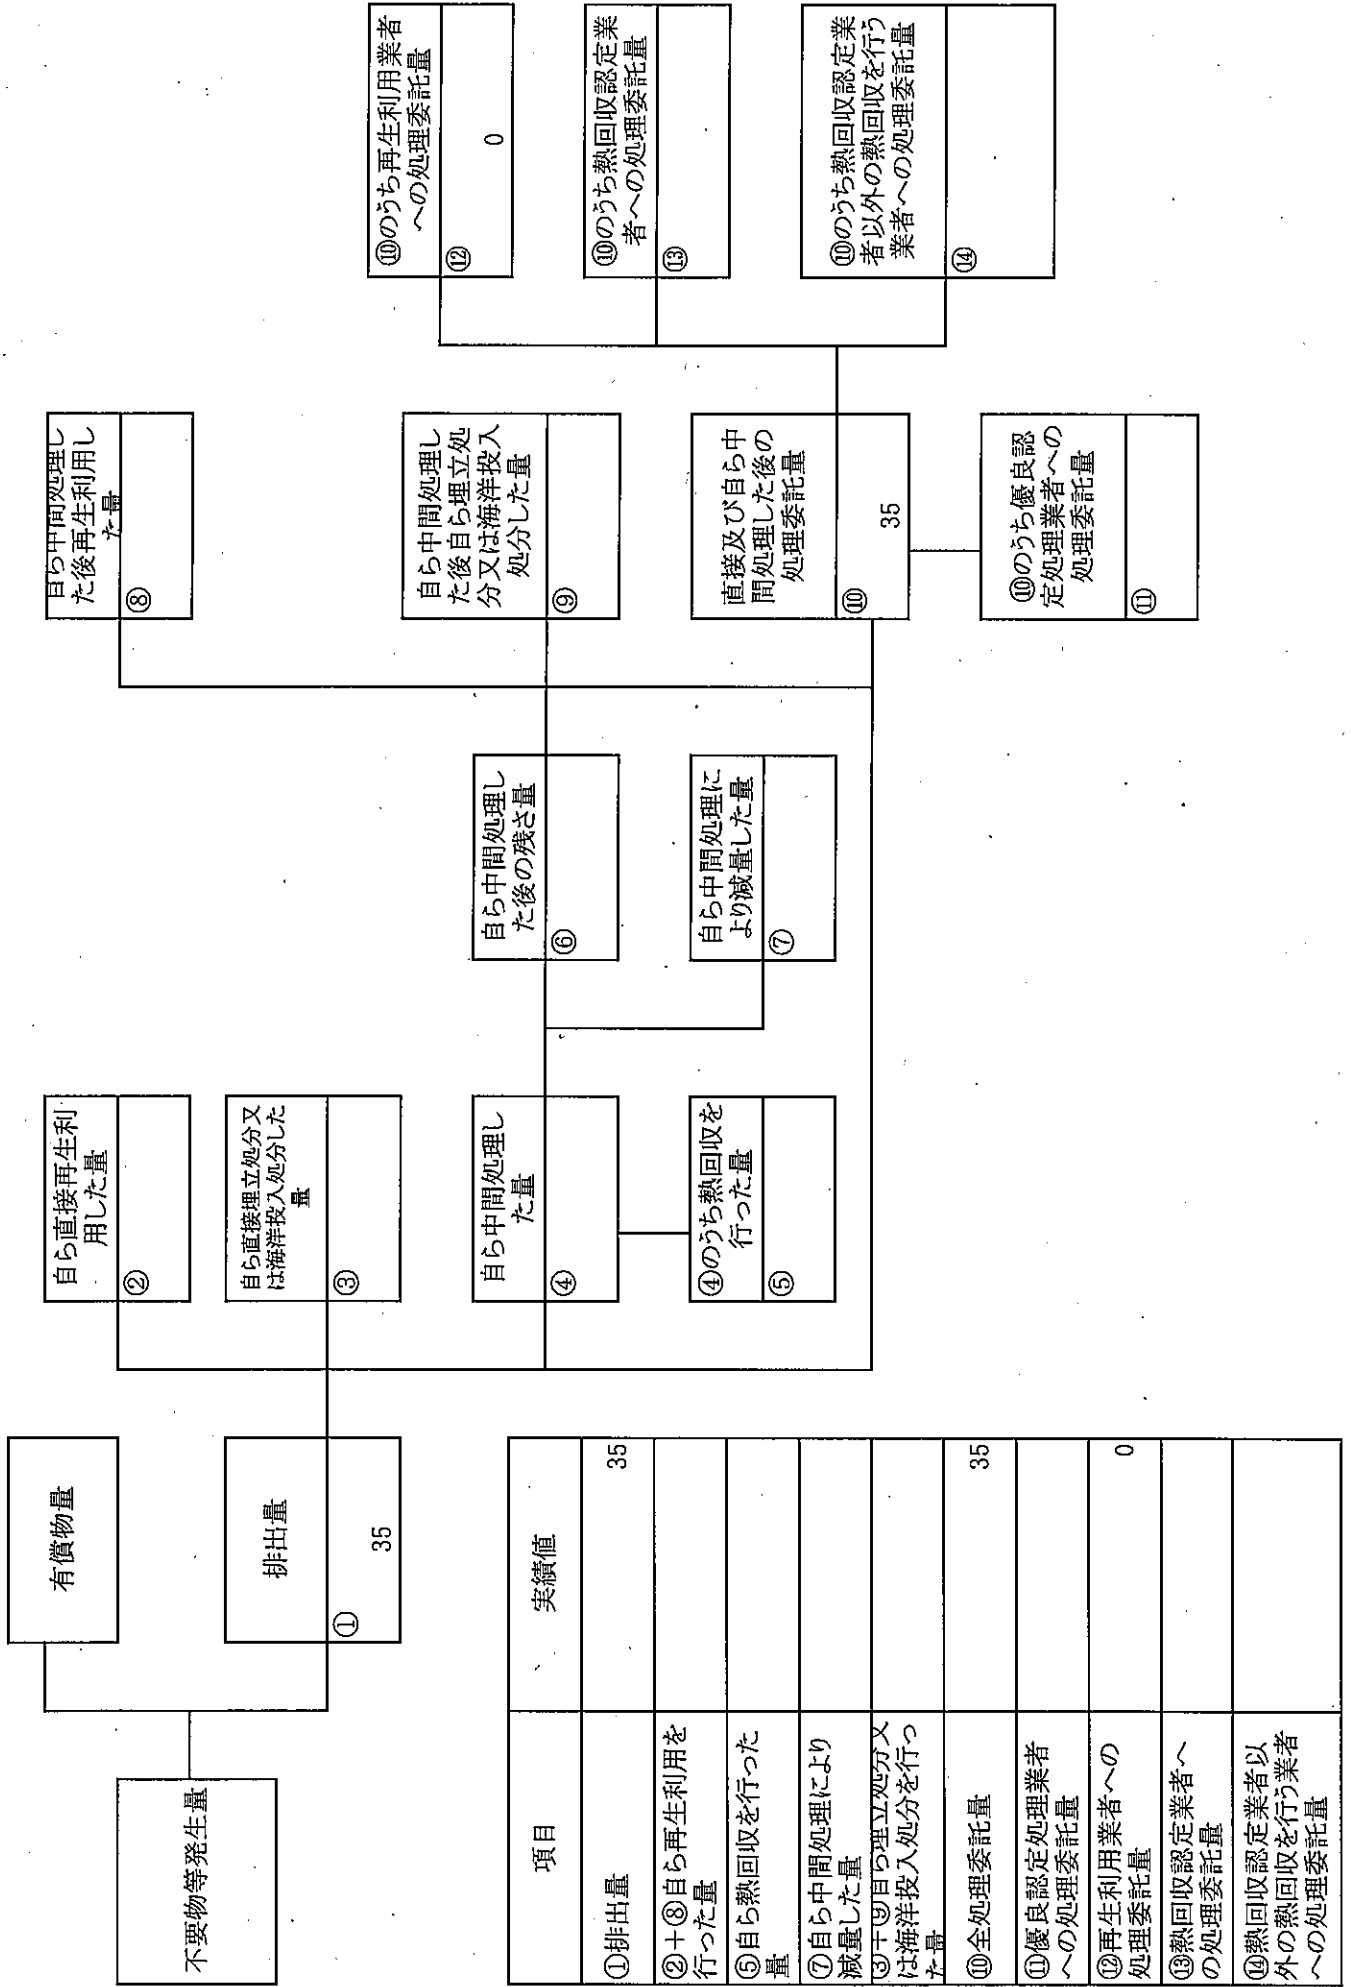 有償物量
不要物等発生量
排出量
①
35
自ら直接再生利
用した量
②
自ら直接埋立処分又
は海洋投入処分した
量
③
自ら中間処理し
た量
④
④のうち熱回収を
行った量
⑤
自ら中間処理し
た後の残さ量
⑥
自ら中間処理に
より減量した量
⑦
自ら中間処理し
た後再生利用し
た量
⑧
自ら中間処理し
た後自ら埋立処
分又は海洋投入
処分した量
⑨
直接及び自ら中
間処理した後の
処理委託量
⑩
35
⑩のうち優良認
定処理業者への
処理委託量
⑪
⑩のうち再生利用業者
への処理委託量
⑫
0
⑩のうち熱回収認定業
者への処理委託量
⑬
⑩のうち熱回収認定業
者以外の熱回収を行う
業者への処理委託量
⑭
項目 実績値
①排出量 35
②＋⑧自ら再生利用を
行った量
⑤自ら熱回収を行った
量
⑦自ら中間処理により
減量した量
③＋⑨自ら埋立処分又
は海洋投入処分を行っ
た量
⑩全処理委託量 35
⑪優良認定処理業者
への処理委託量
⑫再生利用業者への
処理委託量 0
⑬熱回収認定業者へ
の処理委託量
⑭熱回収認定業者以
外の熱回収を行う業者
への処理委託量